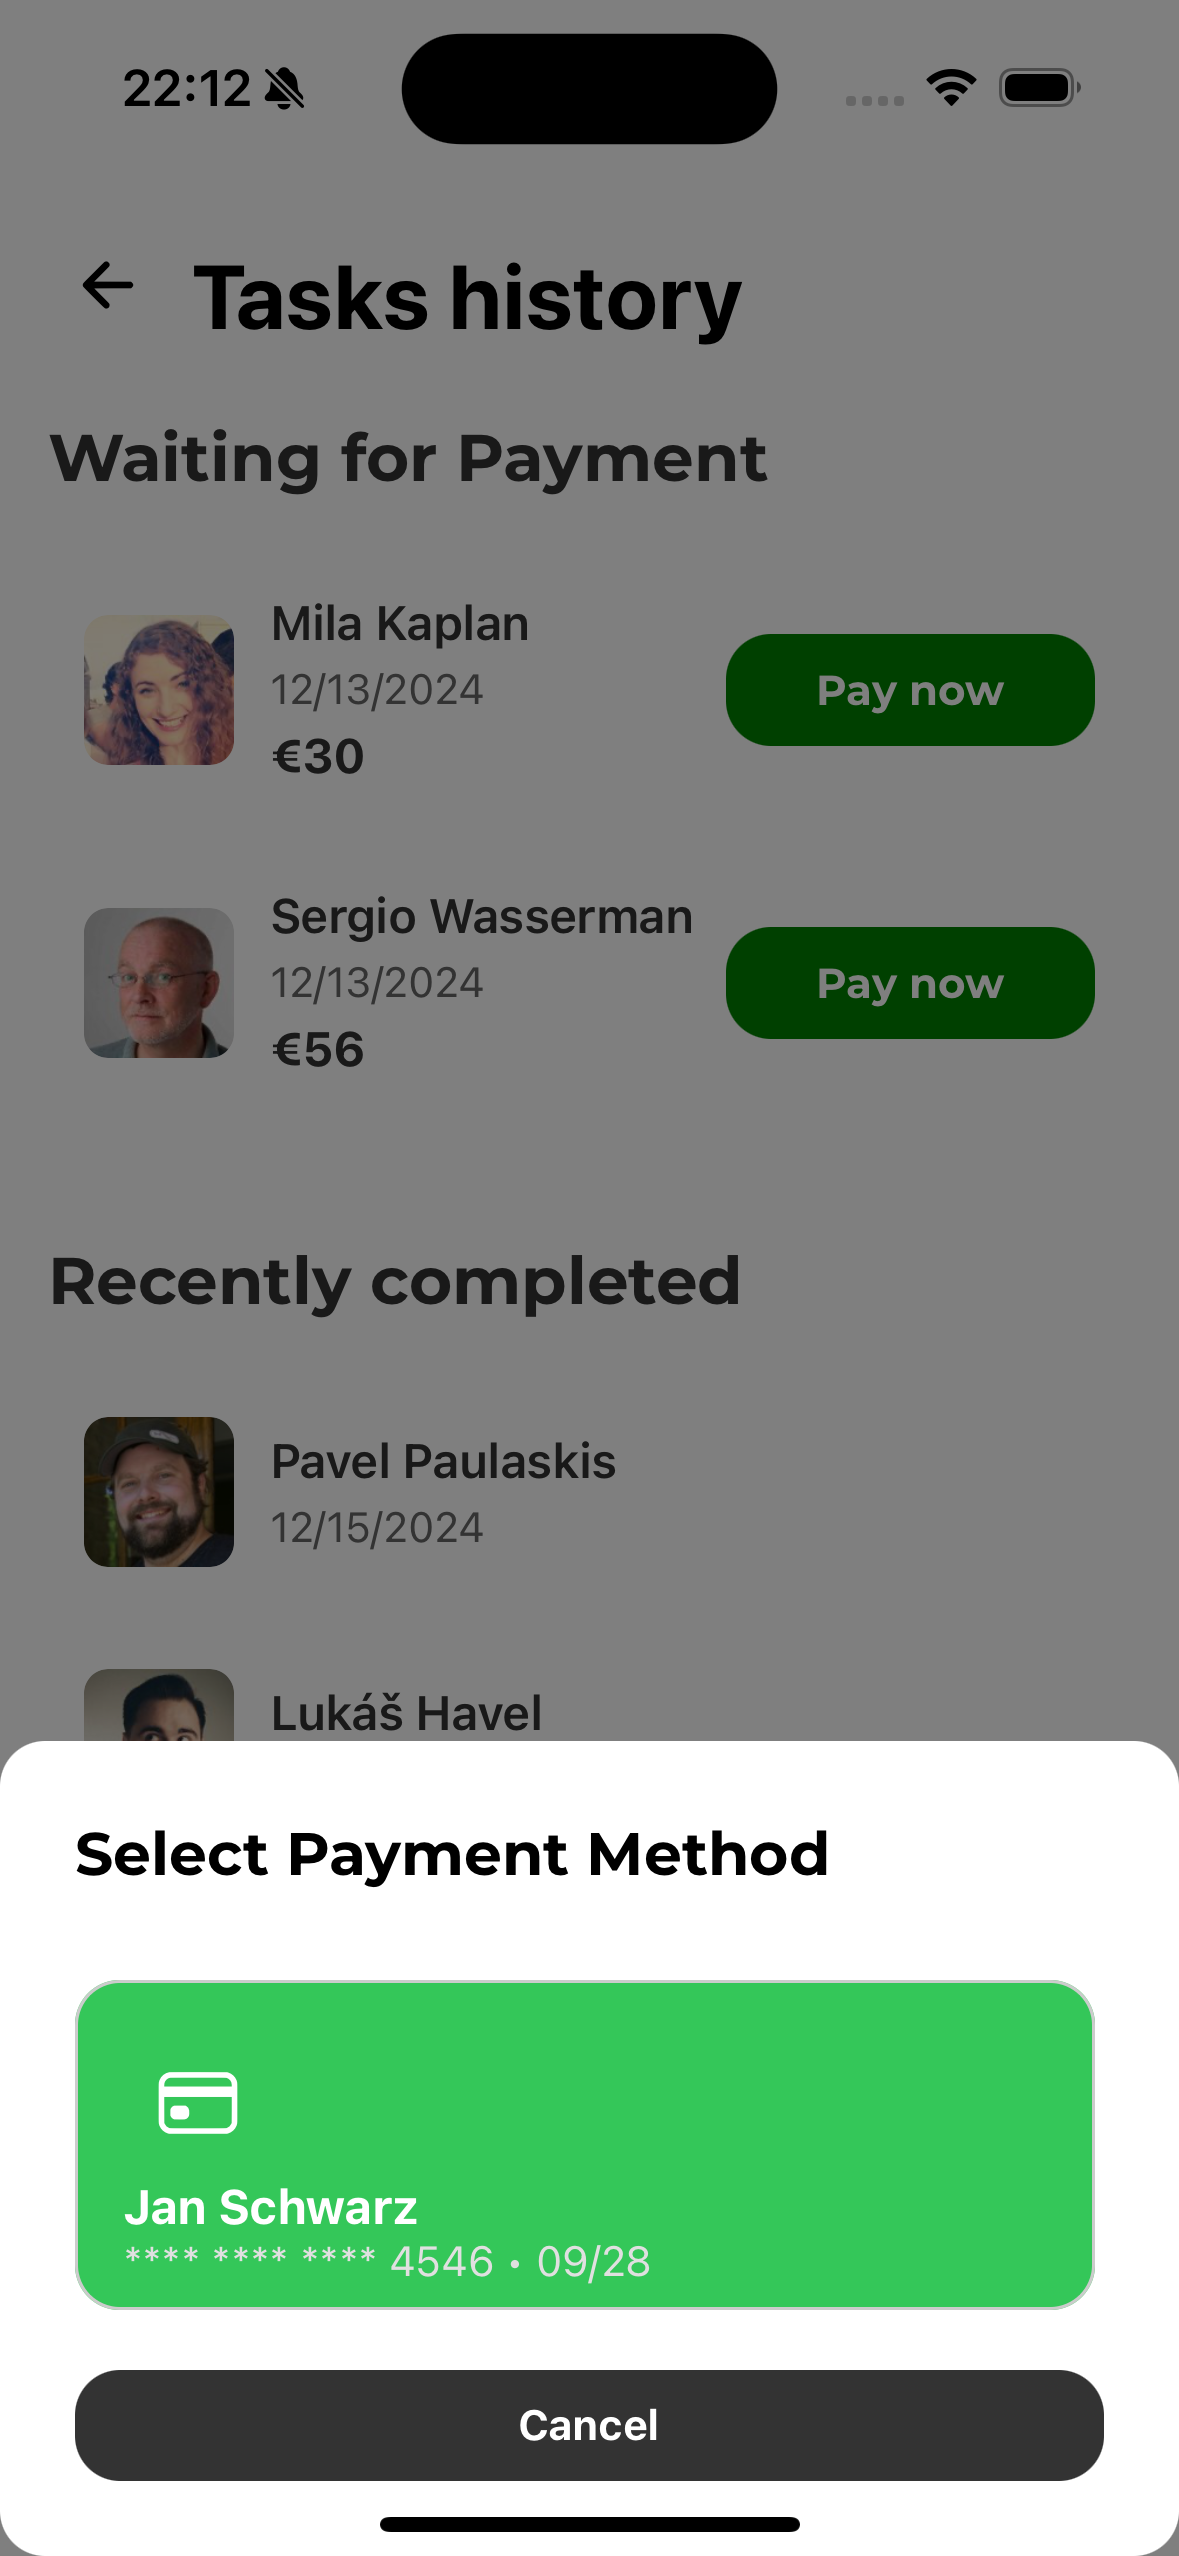 22:12
Tasks history
Waiting for Payment
Mila Kaplan
12/13/2024
€30
Pay now
Sergio Wasserman
12/13/2024
€56
Pay now
Recently completed
Pavel Paulaskis
12/15/2024
Lukáš Havel
Select Payment Method
Jan Schwarz
**** **** **** 4546 • 09/28
Cancel